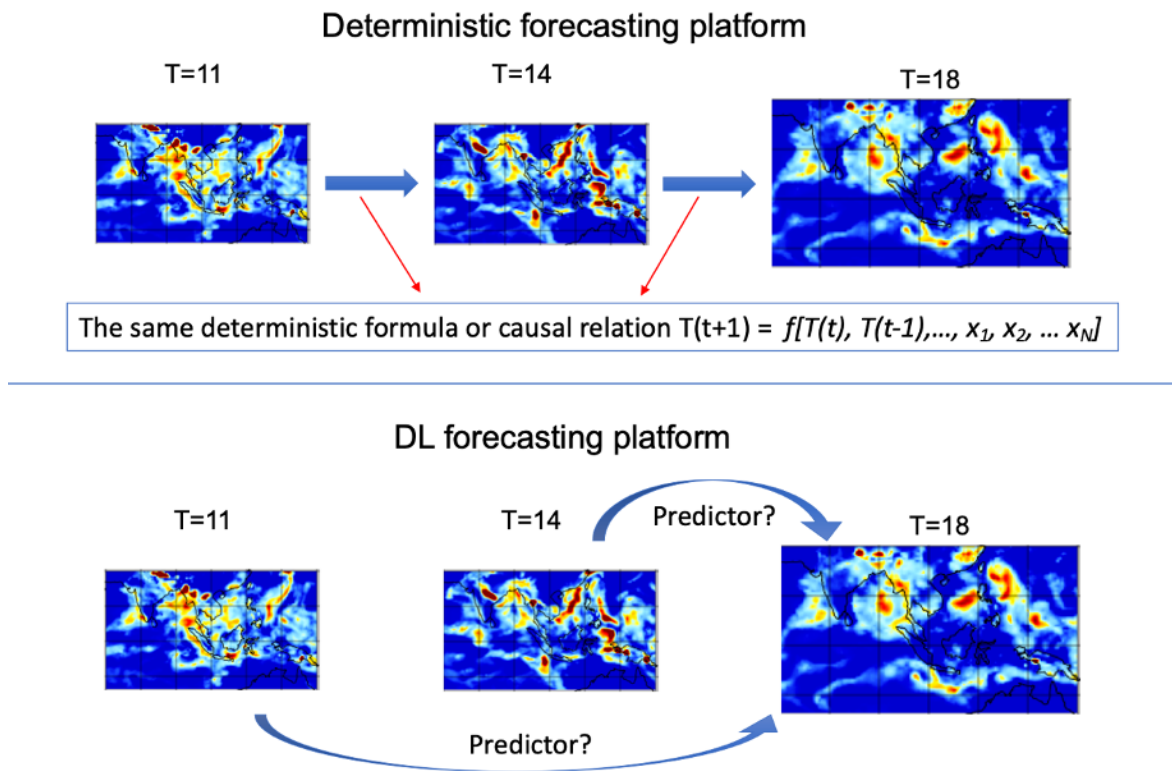 Deterministic forecasting platform
T=11
T=14
T=18
The same deterministic formula or causal relation T(t+1) = f[T(t), T(t-1),..., x1, x2, ... xN]
DL forecasting platform
T=11
T=14
Predictor?
T=18
Predictor?